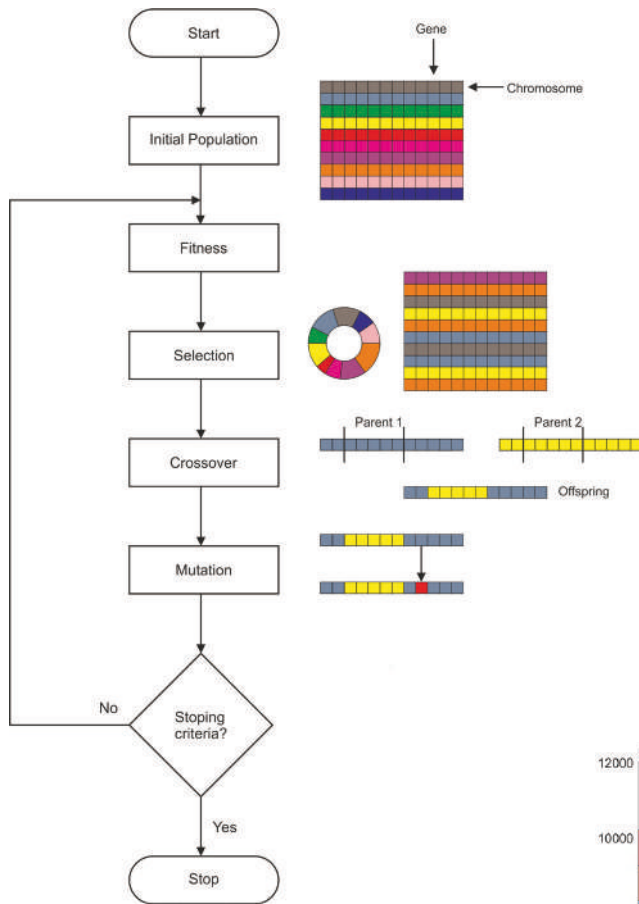 Start
Gene
Chromosome
Initial Population
Fitness
Selection
Parent 1
Parent 2
Crossover
Offspring
Mutation
No
Stoping
criteria?
12000
Yes
10000
Stop